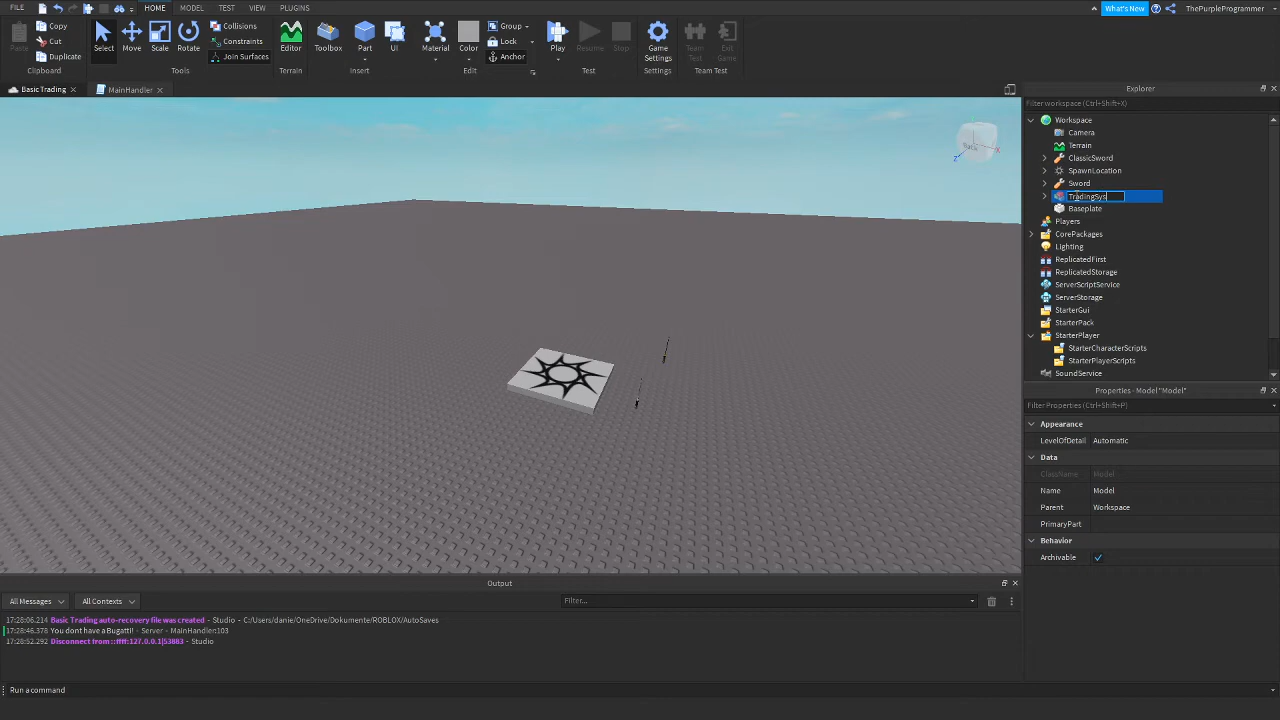 FILE HOME MODEL TEST VIEW PLUGINS What's New ThePurpleProgrammer
Paste Copy Cut Duplicate Clipboard
Select Move Scale Rotate Collisions Constraints Join Surfaces Tools
Editor Terrain
Toolbox Part UI Insert
Material Color Group Lock Anchor Edit
Play Resume Stop Test
Game Settings Settings
Team Test Exit Game Team Test
Basic Trading MainHandler
Explorer
Filter workspace (Ctrl+Shift+X)
Workspace
Camera
Terrain
ClassicSword
SpawnLocation
Sword
TradingSys
Baseplate
Players
CorePackages
Lighting
ReplicatedFirst
ReplicatedStorage
ServerScriptService
ServerStorage
StarterGui
StarterPack
StarterPlayer
StarterCharacterScripts
StarterPlayerScripts
SoundService
Properties - Model "Model"
Filter Properties (Ctrl+Shift+P)
Appearance
LevelOfDetail Automatic
Data
ClassName Model
Name Model
Parent Workspace
PrimaryPart
Behavior
Archivable
Back
X
Z
Output
All Messages All Contexts Filter...
17:28:06.214 Basic Trading auto-recovery file was created - Studio - C:/Users/danie/OneDrive/Dokumente/ROBLOX/AutoSaves
17:28:46.378 You dont have a Bugatti! - Server - MainHandler:103
17:28:52.292 Disconnect from ::ffff:127.0.0.1|53883 - Studio
Run a command